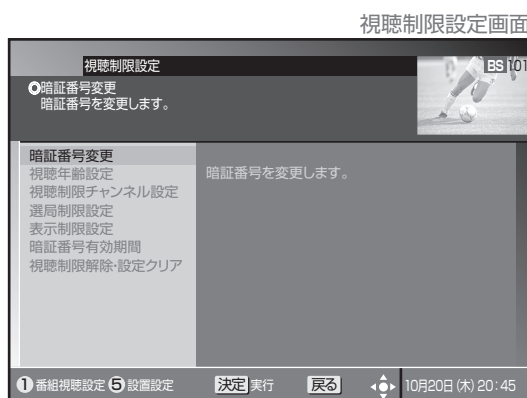 視聴制限設定画面
視聴制限設定
BS 101
暗証番号変更
暗証番号を変更します。
暗証番号変更
視聴年齢設定
視聴制限チャンネル設定
選局制限設定
表示制限設定
暗証番号有効期間
視聴制限解除・設定クリア
暗証番号を変更します。
1 番組視聴設定 5 設置設定 決定 実行 戻る 10月20日(木) 20:45